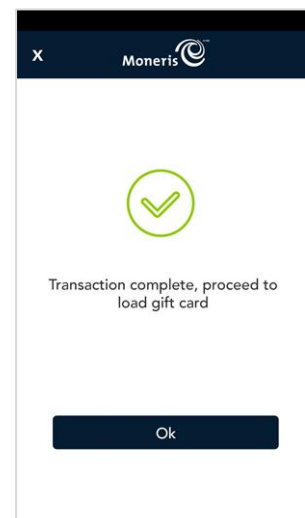 X Moneris
Transaction complete, proceed to
load gift card
Ok